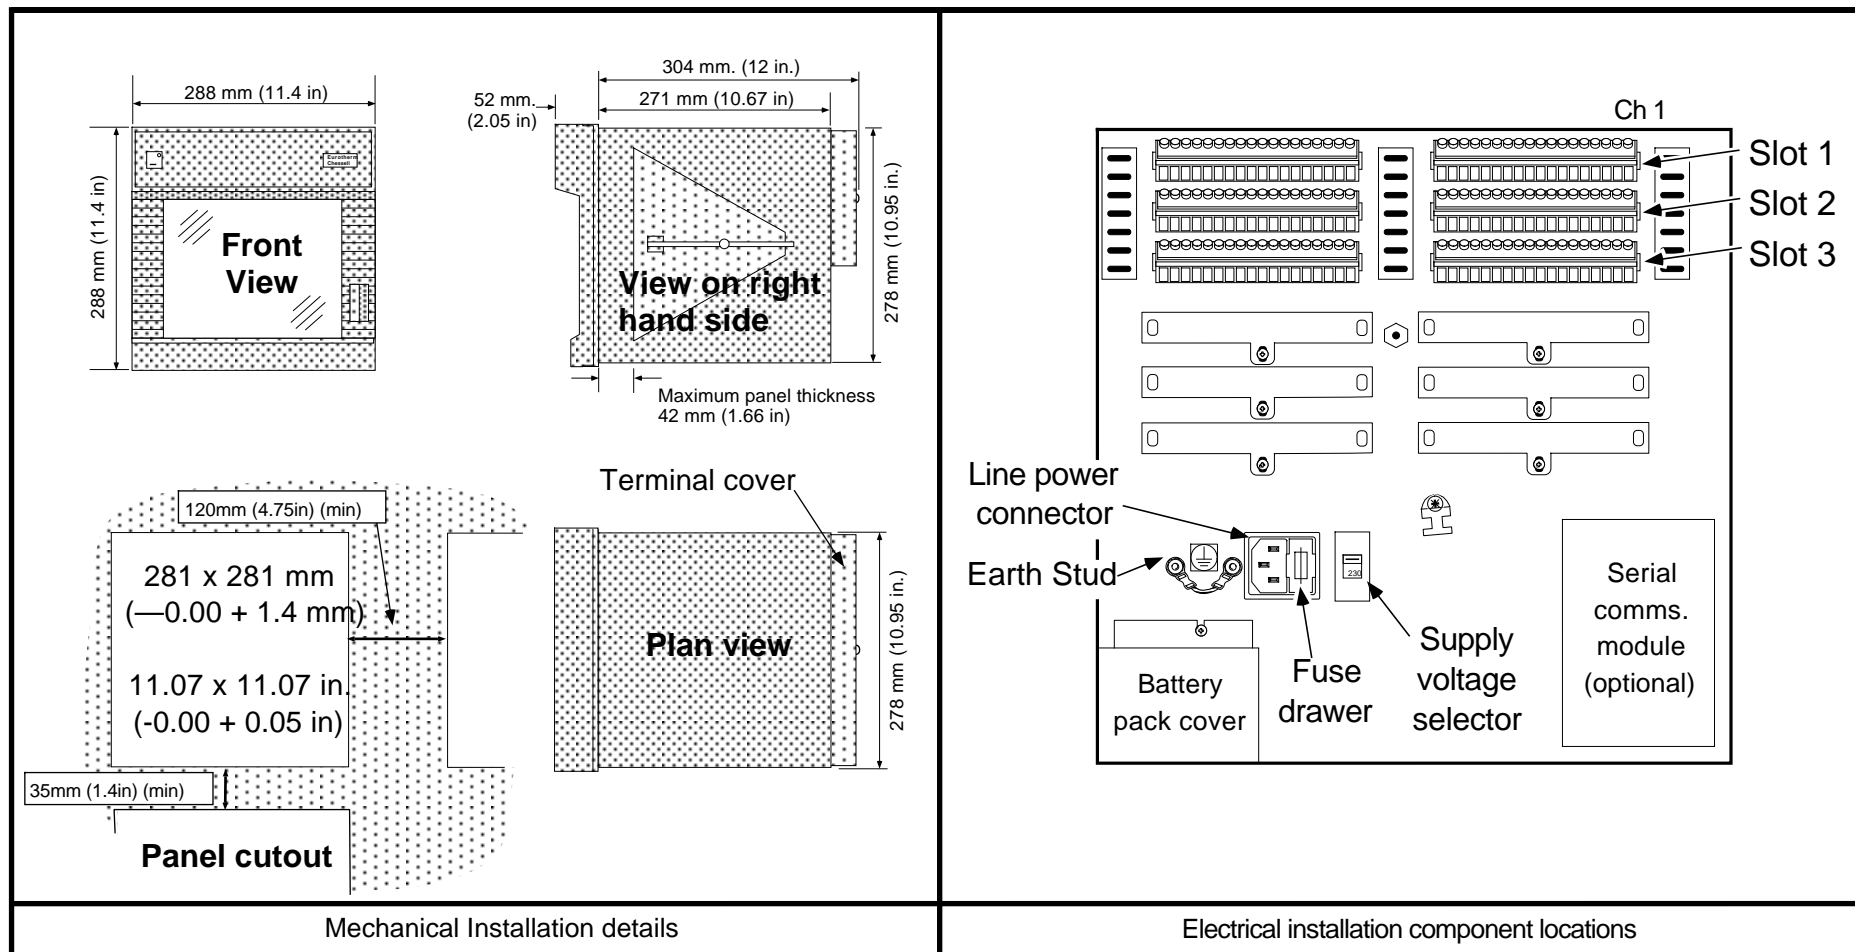 288 mm (11.4 in)
288 mm (11.4 in)
Eurotherm
Chessell
Front
View
304 mm. (12 in.)
271 mm (10.67 in)
52 mm.
(2.05 in)
278 mm (10.95 in.)
View on right
hand side
Maximum panel thickness
42 mm (1.66 in)
120mm (4.75in) (min)
281 x 281 mm
(—0.00 + 1.4 mm)
11.07 x 11.07 in.
(-0.00 + 0.05 in)
35mm (1.4in) (min)
Panel cutout
Terminal cover
Plan view
278 mm (10.95 in.)
Mechanical Installation details
Ch 1
Slot 1
Slot 2
Slot 3
Line power
connector
Earth Stud
230
Battery
pack cover
Fuse
drawer
Supply
voltage
selector
Serial
comms.
module
(optional)
Electrical installation component locations